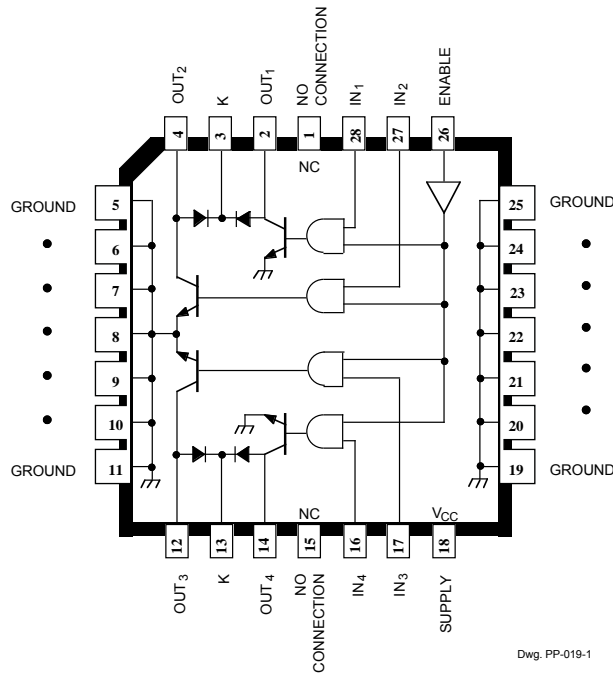 OUT2
K
OUT1
NO CONNECTION
IN1
IN2
ENABLE
4
3
2
1
28
27
26
NC
GROUND
5
6
7
8
9
10
11
GROUND
25
GROUND
24
23
22
21
20
19
GROUND
NC
VCC
12
13
14
15
16
17
18
OUT3
K
OUT4
NO CONNECTION
IN4
IN3
SUPPLY
Dwg. PP-019-1